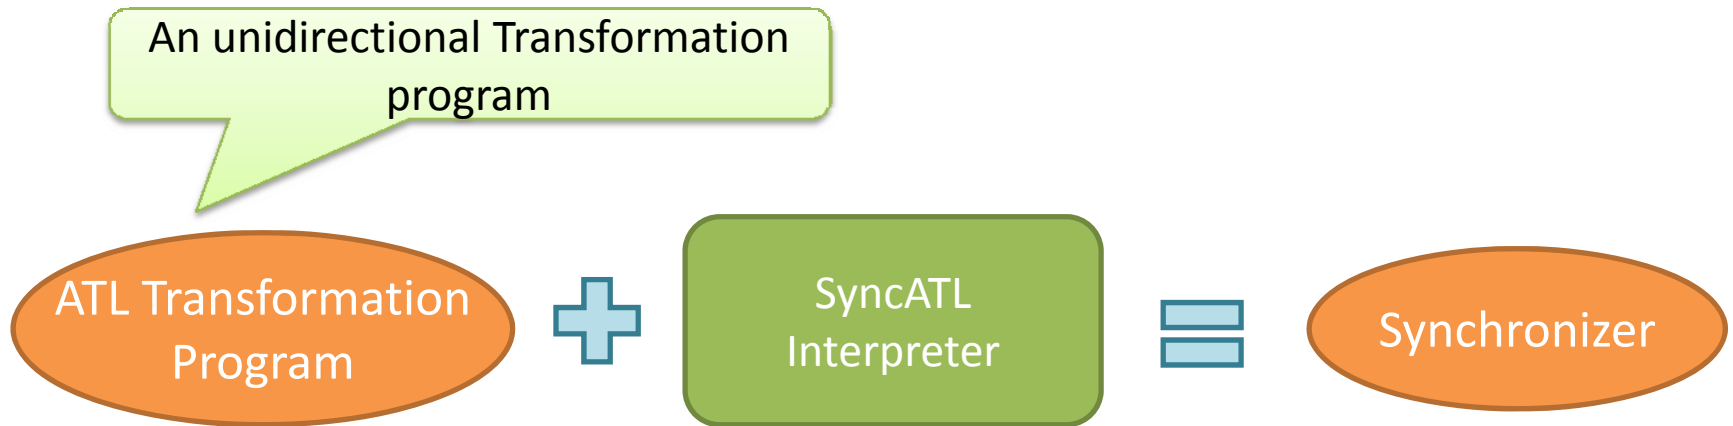 An unidirectional Transformation
program
ATL Transformation
Program
SyncATL
Interpreter
Synchronizer